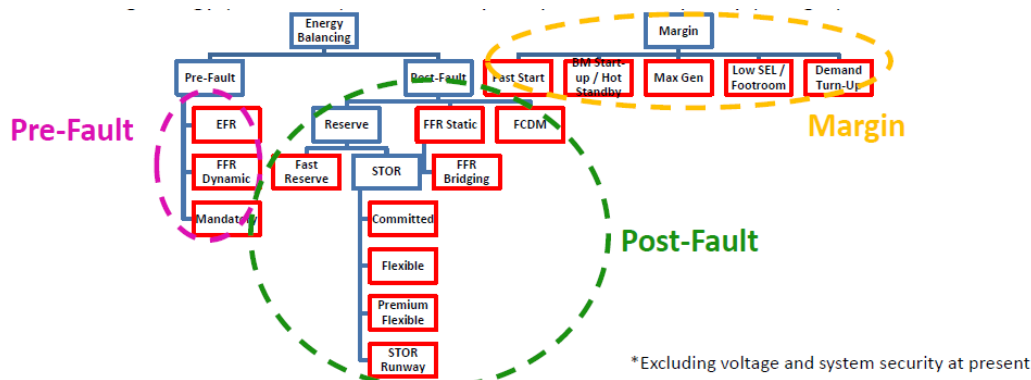 Energy
Balancing
Margin
Pre-Fault
Post-Fault
Fast Start
BM Start-
up / Hot
Standby
Max Gen
Low SEL /
Footroom
Demand
Turn-Up
Pre-Fault
EFR
Reserve
FFR Static
FCDM
Margin
FFR
Dynamic
Fast
Reserve
STOR
FFR
Bridging
Mandatory
Committed
Post-Fault
Flexible
Premium
Flexible
STOR
Runway
*Excluding voltage and system security at present